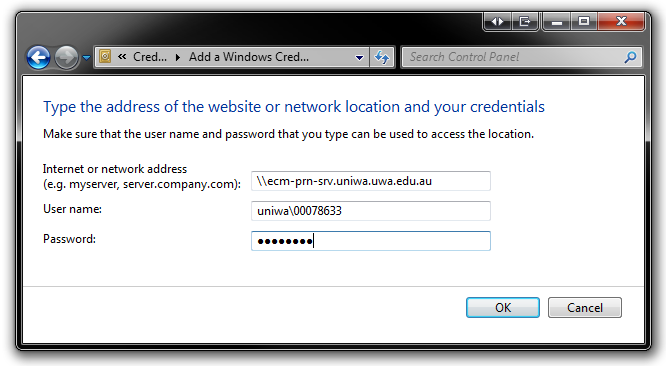 « Cred... ▸ Add a Windows Cred...
Search Control Panel
Type the address of the website or network location and your credentials
Make sure that the user name and password that you type can be used to access the location.
Internet or network address
(e.g. myserver, server.company.com):
\\ecm-prn-srv.uniwa.uwa.edu.au
User name:
uniwa\00078633
Password:
●●●●●●●●
OK
Cancel